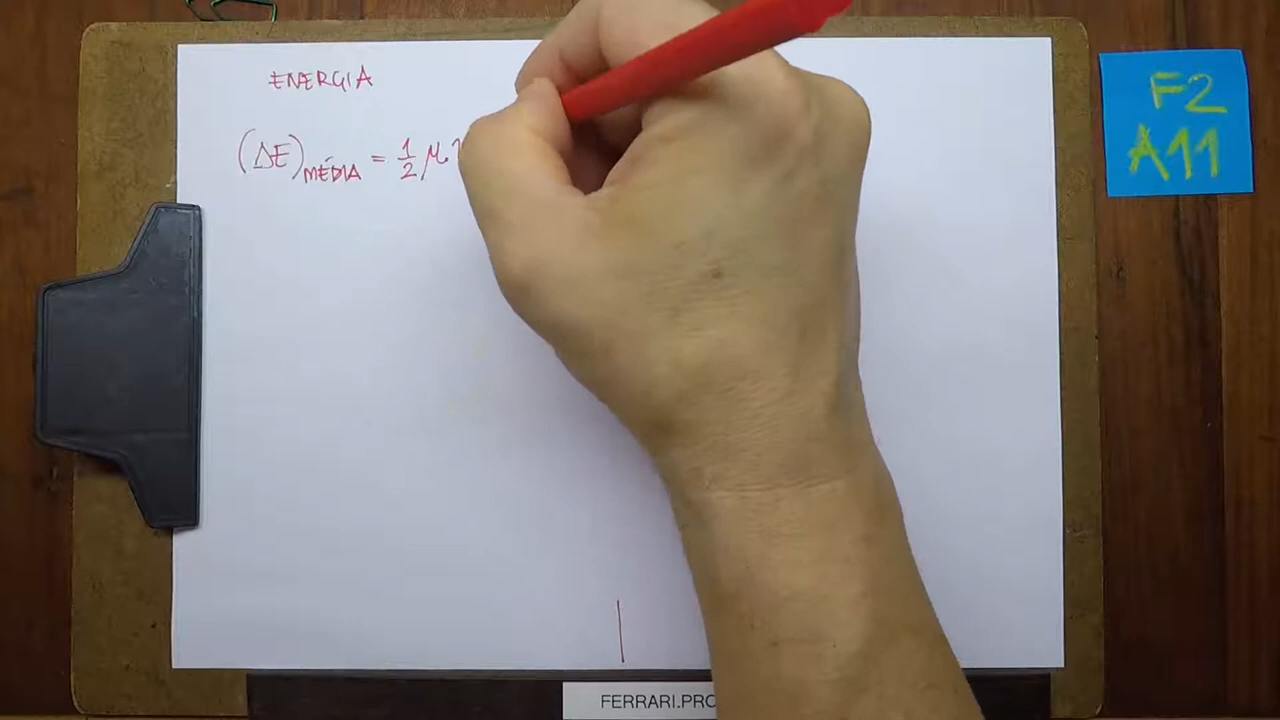 ENERGIA
(ΔE)MÉDIA = 1/2 μ
F2
A11
FERRARI.PRO